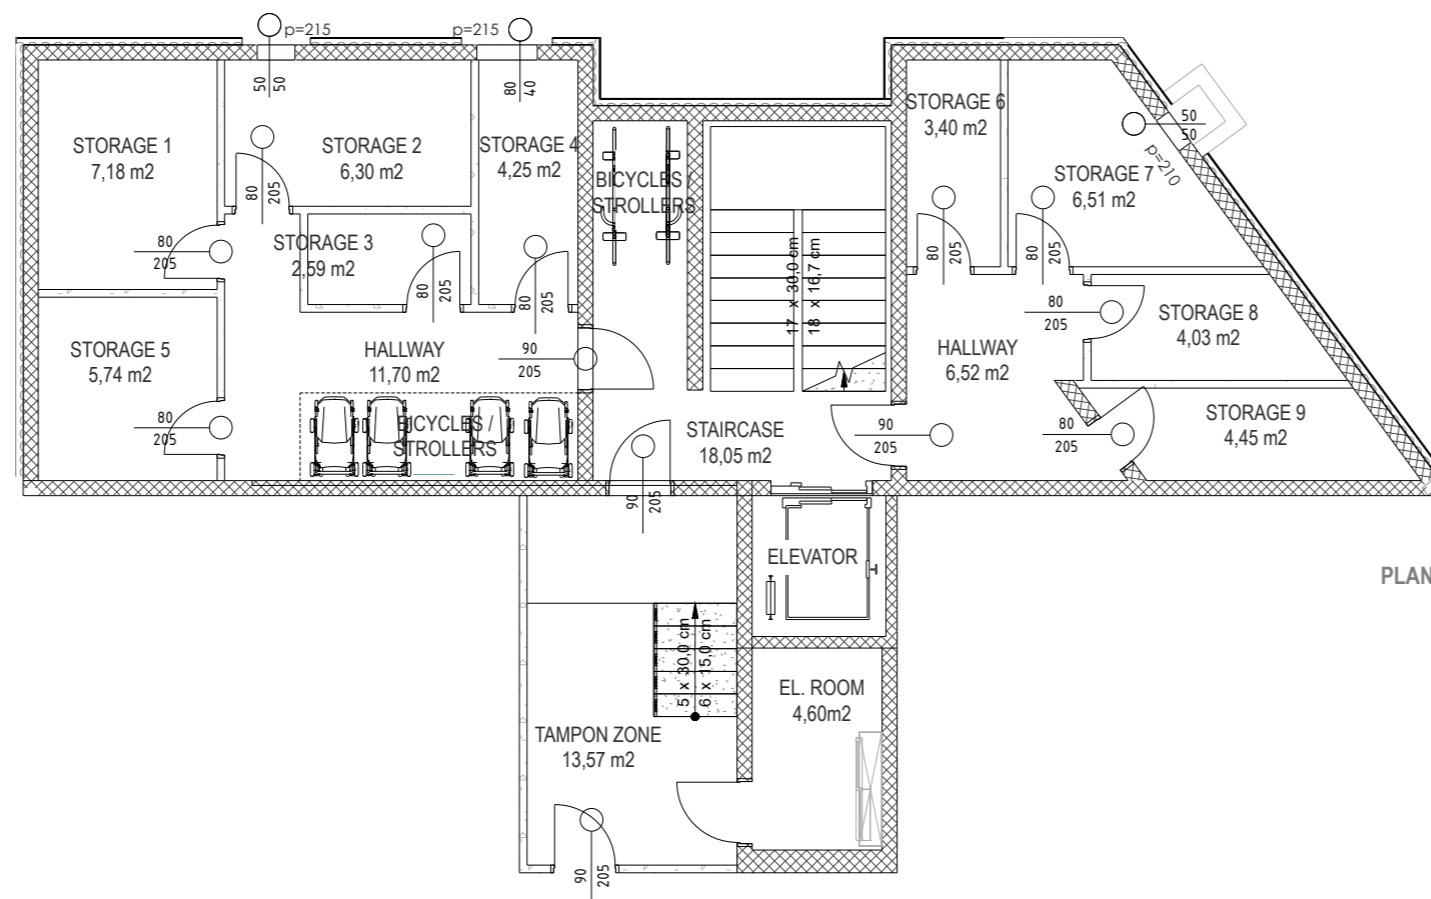 p=215
p=215
50
50
80
40
STORAGE 1
7,18 m2
STORAGE 2
6,30 m2
STORAGE 4
4,25 m2
STORAGE 6
3,40 m2
50
50
p=210
STORAGE 7
6,51 m2
BICYCLES /
STROLLERS
80
205
80
205
STORAGE 3
2,59 m2
80
205
80
205
80
205
80
205
17 x 30,0 cm
18 x 16,7 cm
80
205
STORAGE 8
4,03 m2
STORAGE 5
5,74 m2
HALLWAY
11,70 m2
90
205
HALLWAY
6,52 m2
80
205
BICYCLES /
STROLLERS
STAIRCASE
18,05 m2
90
205
80
205
STORAGE 9
4,45 m2
90
205
ELEVATOR
PLAN
5 x 30,0 cm
6 x 15,0 cm
EL. ROOM
4,60m2
TAMPON ZONE
13,57 m2
90
205